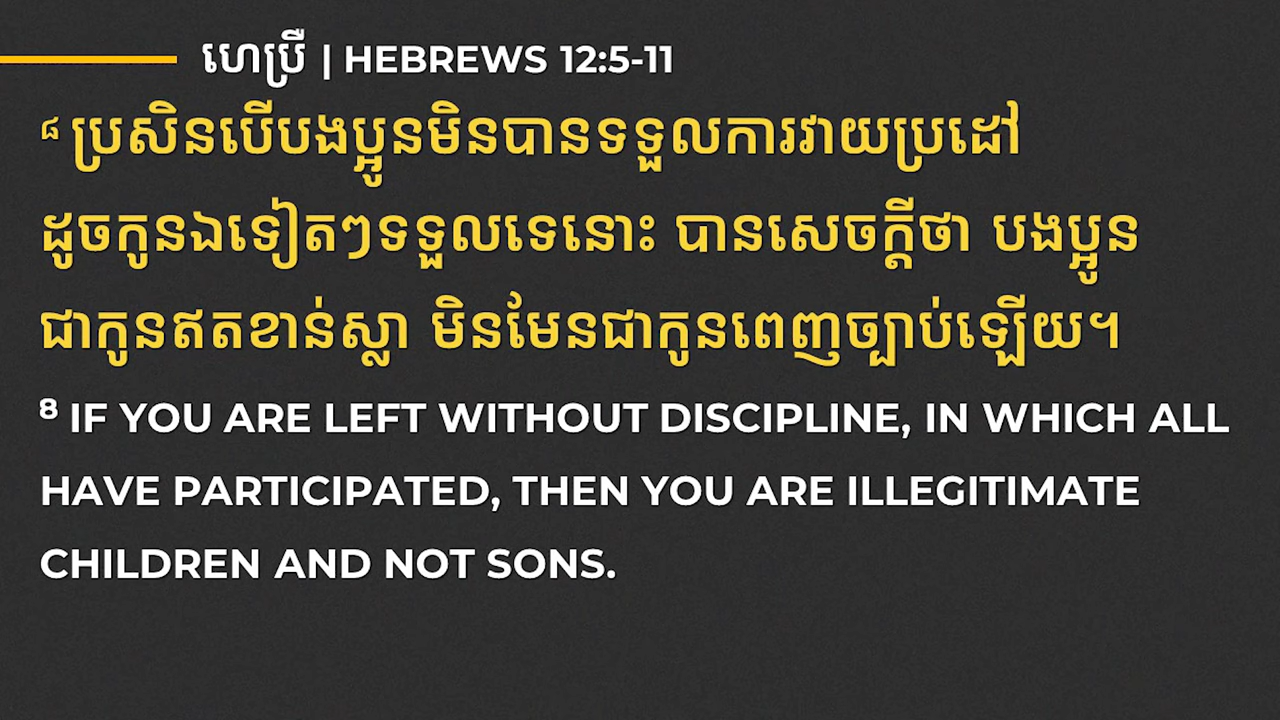 ហេប្រឺ | HEBREWS 12:5-11
៨ ប្រសិនបើបងប្អូនមិនបានទទួលការវាយប្រដៅ
ដូចកូនឯទៀតៗទទួលទេនោះ បានសេចក្ដីថា បងប្អូន
ជាកូនឥតខាន់ស្លា មិនមែនជាកូនពេញច្បាប់ឡើយ។
8 IF YOU ARE LEFT WITHOUT DISCIPLINE, IN WHICH ALL
HAVE PARTICIPATED, THEN YOU ARE ILLEGITIMATE
CHILDREN AND NOT SONS.